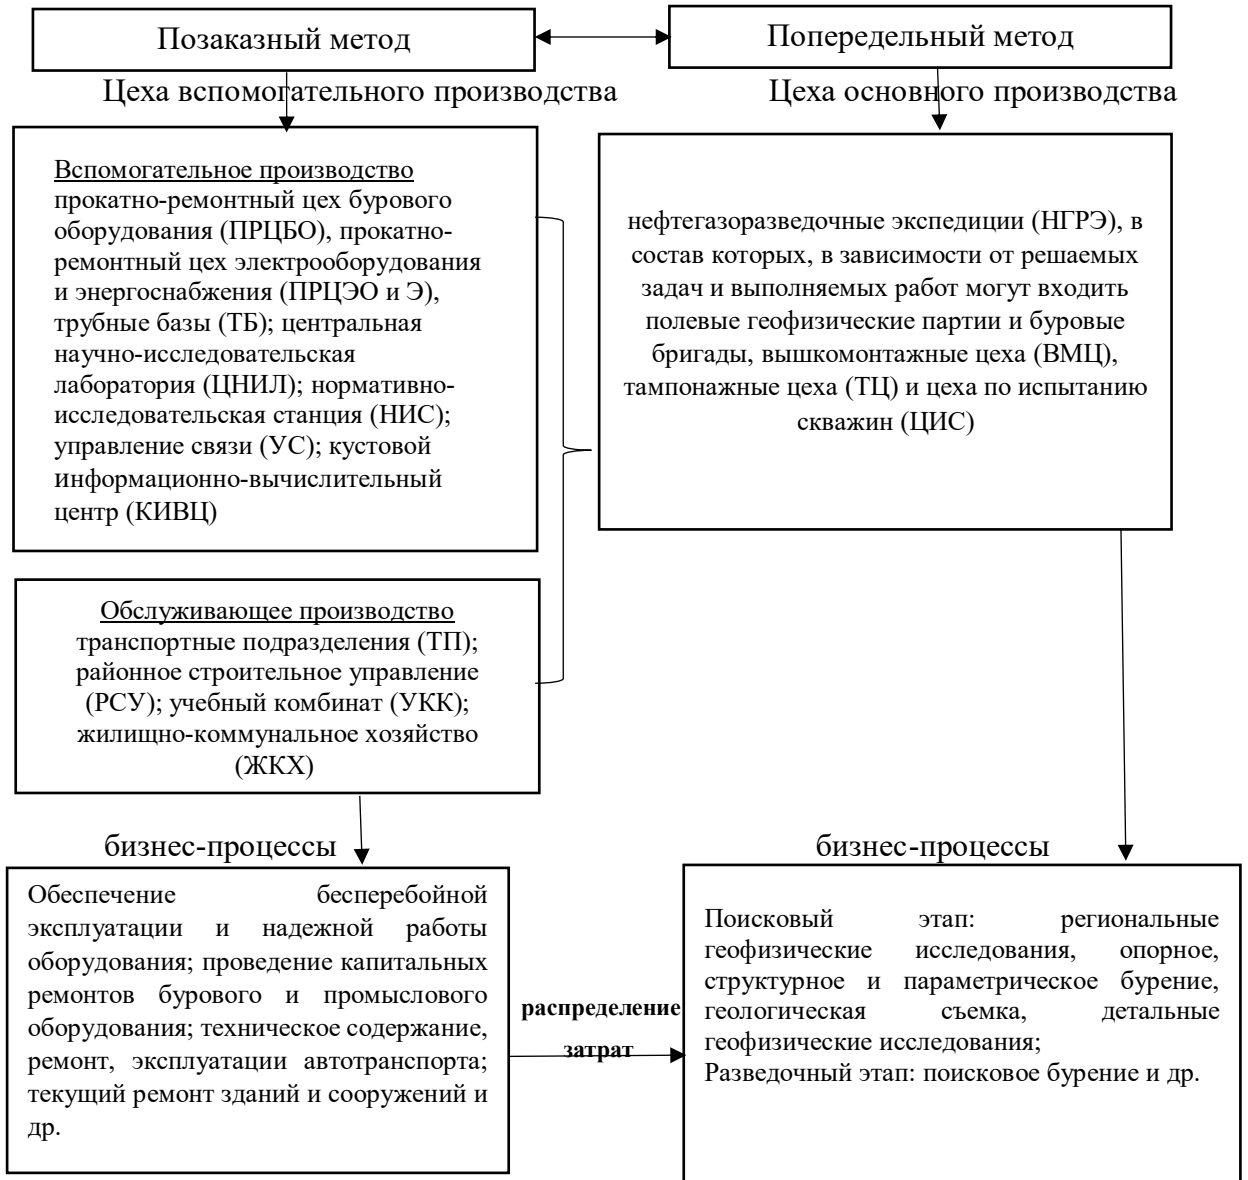 Позаказный метод
Попередельный метод
Цеха вспомогательного производства
Цеха основного производства
Вспомогательное производство
прокатно-ремонтный цех бурового
оборудования (ПРЦБО), прокатно-
ремонтный цех электрооборудования
и энергоснабжения (ПРЦЭО и Э),
трубные базы (ТБ); центральная
научно-исследовательская
лаборатория (ЦНИЛ); нормативно-
исследовательская станция (НИС);
управление связи (УС); кустовой
информационно-вычислительный
центр (КИВЦ)
нефтегазоразведочные экспедиции (НГРЭ), в
состав которых, в зависимости от решаемых
задач и выполняемых работ могут входить
полевые геофизические партии и буровые
бригады, вышкомонтажные цеха (ВМЦ),
тампонажные цеха (ТЦ) и цеха по испытанию
скважин (ЦИС)
Обслуживающее производство
транспортные подразделения (ТП);
районное строительное управление
(РСУ); учебный комбинат (УКК);
жилищно-коммунальное хозяйство
(ЖКХ)
бизнес-процессы
бизнес-процессы
Обеспечение бесперебойной
эксплуатации и надежной работы
оборудования; проведение капитальных
ремонтов бурового и промыслового
оборудования; техническое содержание,
ремонт, эксплуатации автотранспорта;
текущий ремонт зданий и сооружений и
др.
распределение
затрат
Поисковый этап: региональные
геофизические исследования, опорное,
структурное и параметрическое бурение,
геологическая съемка, детальные
геофизические исследования;
Разведочный этап: поисковое бурение и др.